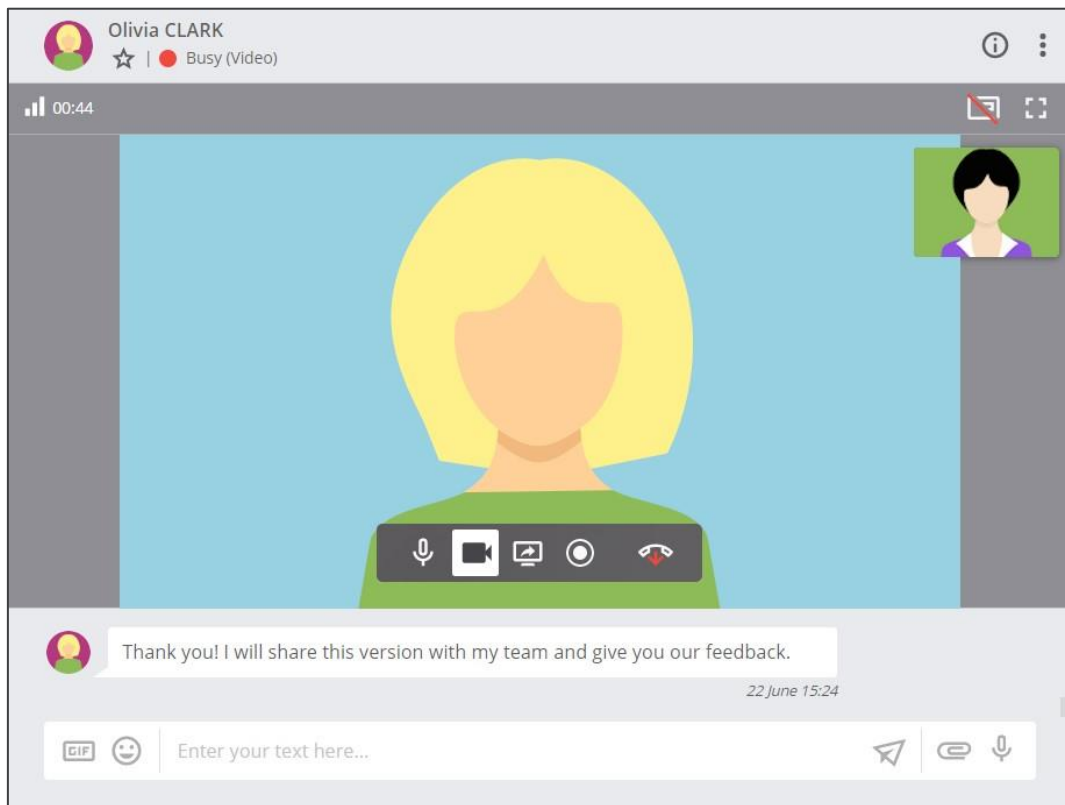 Olivia CLARK
| Busy (Video)
00:44
Thank you! I will share this version with my team and give you our feedback.
22 June 15:24
GIF
Enter your text here...